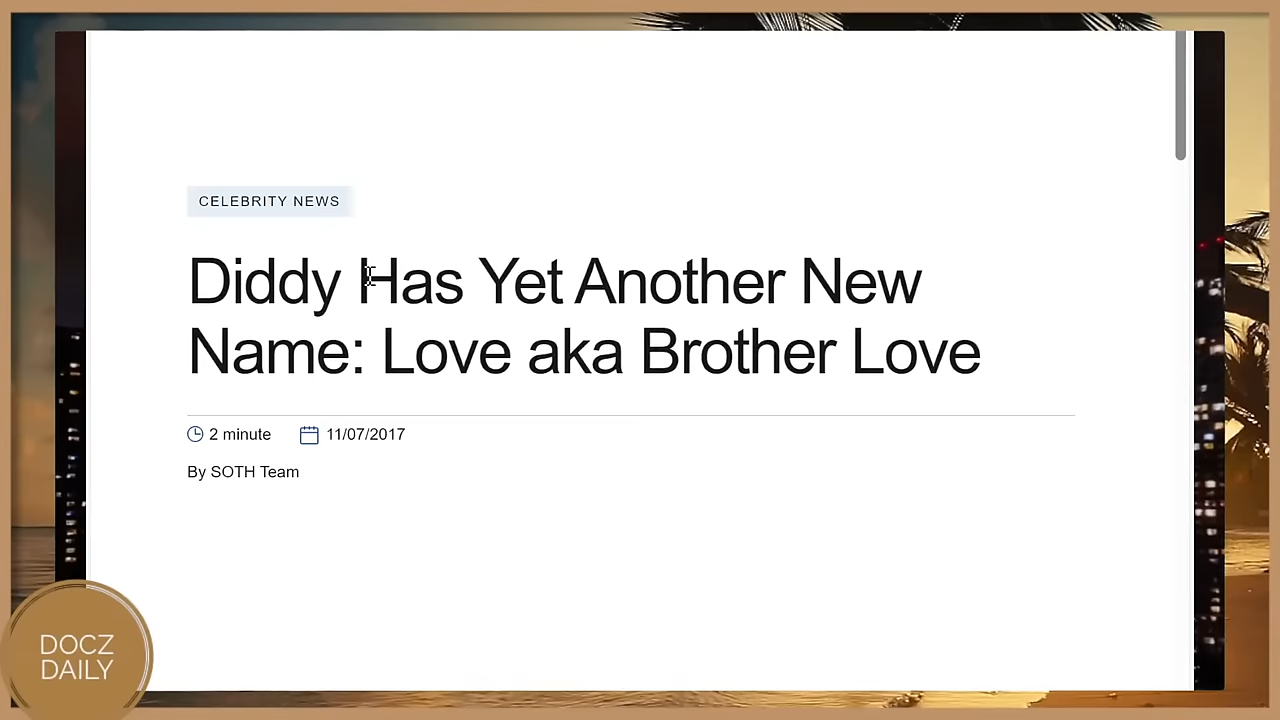 CELEBRITY NEWS
Diddy Has Yet Another New
Name: Love aka Brother Love
2 minute 11/07/2017
By SOTH Team
DOCZ
DAILY